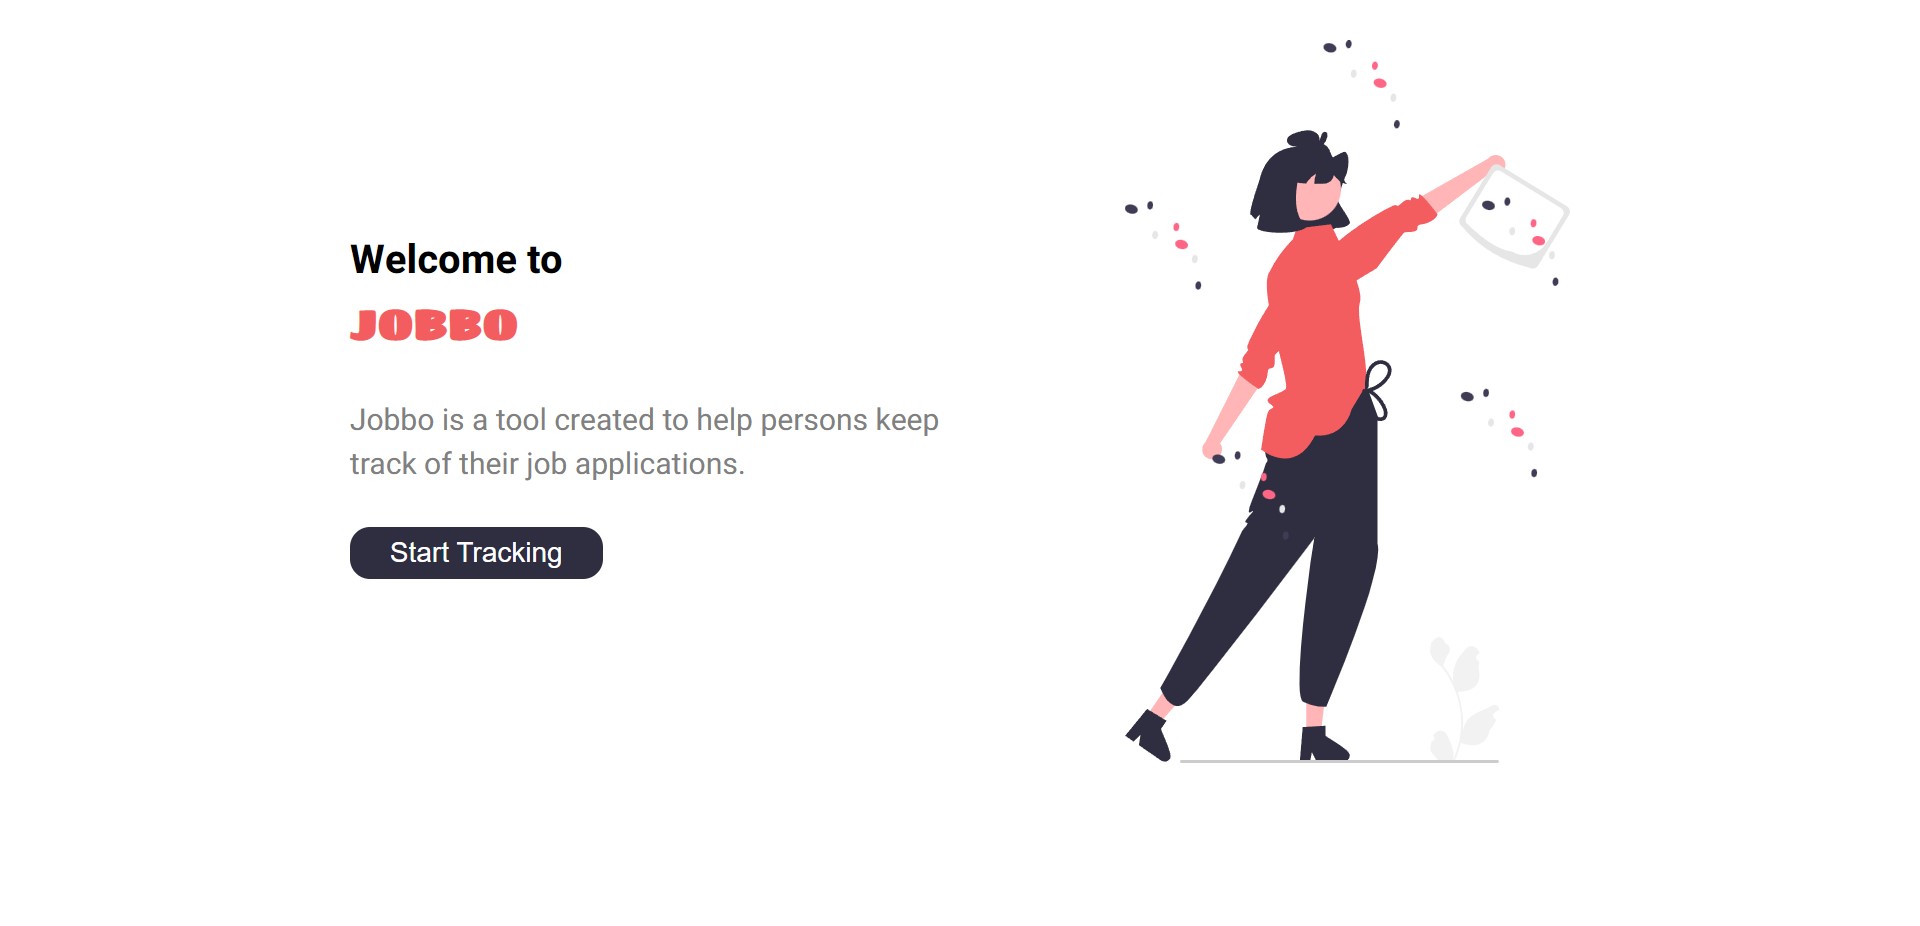 Welcome to
JOBBO
Jobbo is a tool created to help persons keep
track of their job applications.
Start Tracking